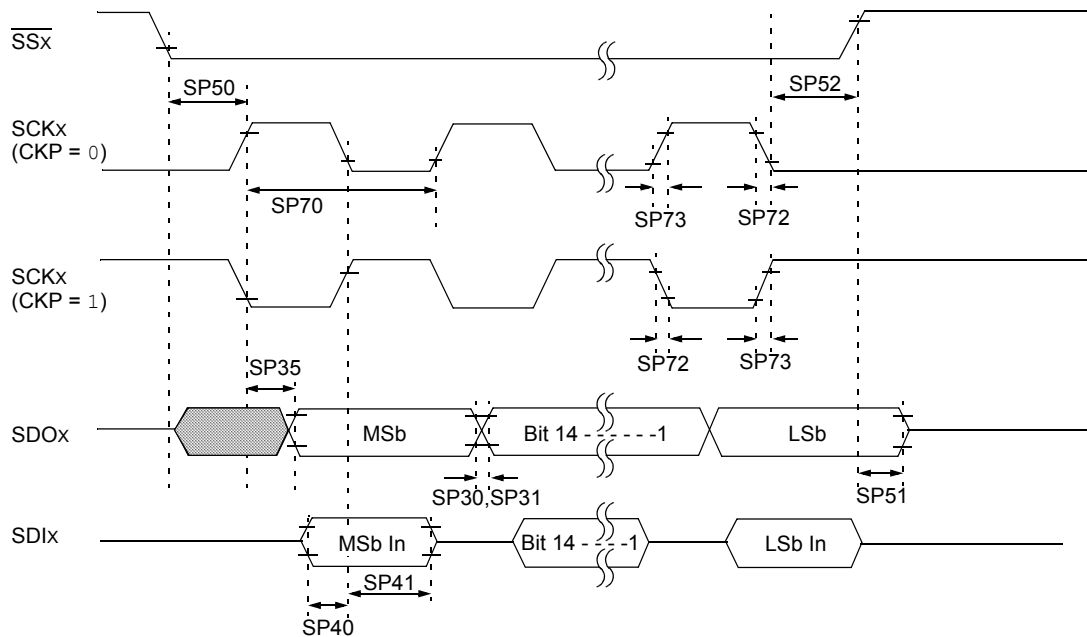 SSx
SP50
SP52
SCKx
(CKP = 0)
SP70
SP73
SP72
SCKx
(CKP = 1)
SP72
SP73
SP35
SDOx
MSb
Bit 14 - - - - - -1
LSb
SP30,SP31
SP51
SDIx
MSb In
Bit 14 - - - -1
LSb In
SP41
SP40